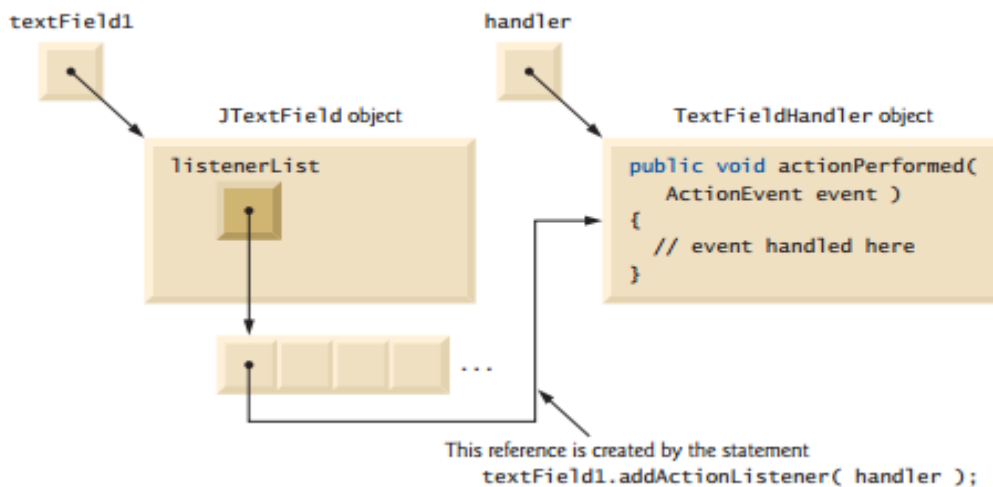 textField1
handler
JTextField object
TextFieldHandler object
listenerList
public void actionPerformed(
ActionEvent event )
{
// event handled here
}
...
This reference is created by the statement
textField1.addActionListener( handler );